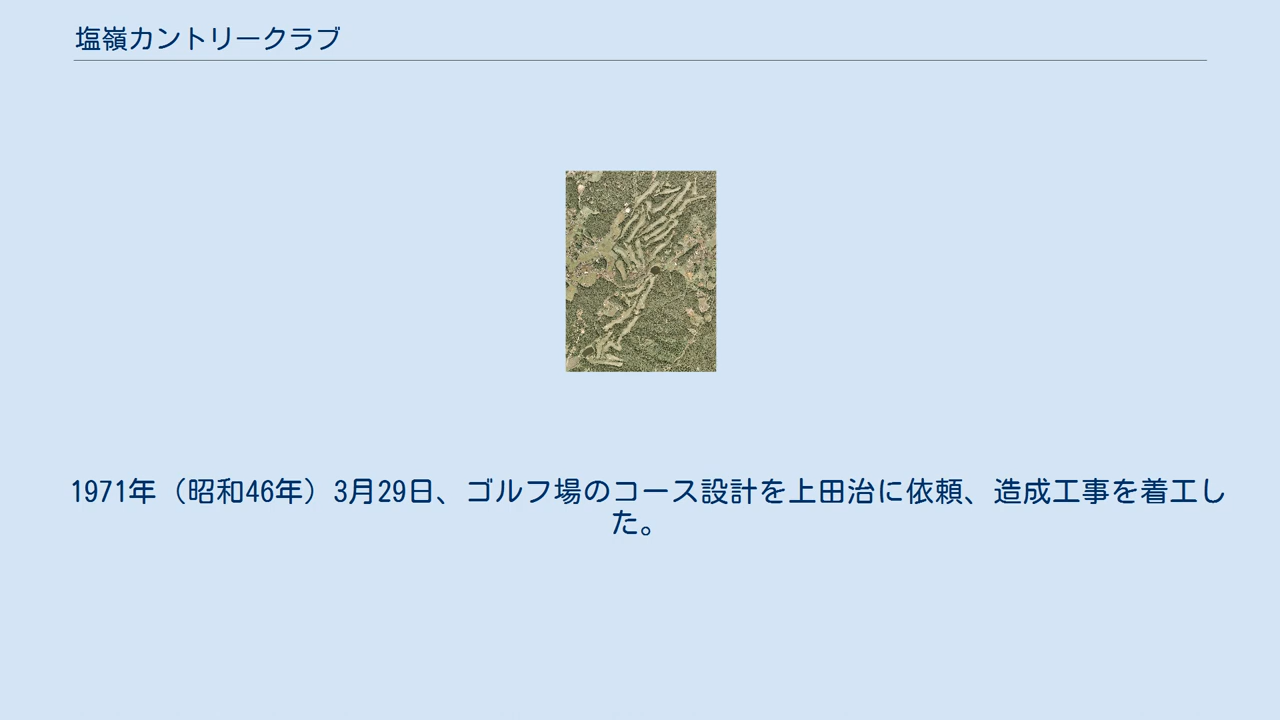 塩嶺カントリークラブ
1971年（昭和46年）3月29日、ゴルフ場のコース設計を上田治に依頼、造成工事を着工し
た。